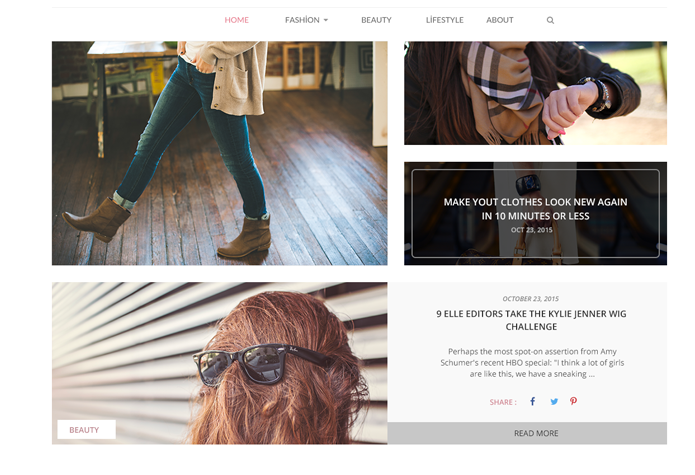 HOME FASHİON BEAUTY LİFESTYLE ABOUT
MAKE YOUT CLOTHES LOOK NEW AGAIN
IN 10 MINUTES OR LESS
OCT 23, 2015
BEAUTY
OCTOBER 23, 2015
9 ELLE EDITORS TAKE THE KYLIE JENNER WIG
CHALLENGE
Perhaps the most spot-on assertion from Amy
Schumer's recent HBO special: "I think a lot of girls
are like this, we have a sneaking ...
SHARE :
READ MORE